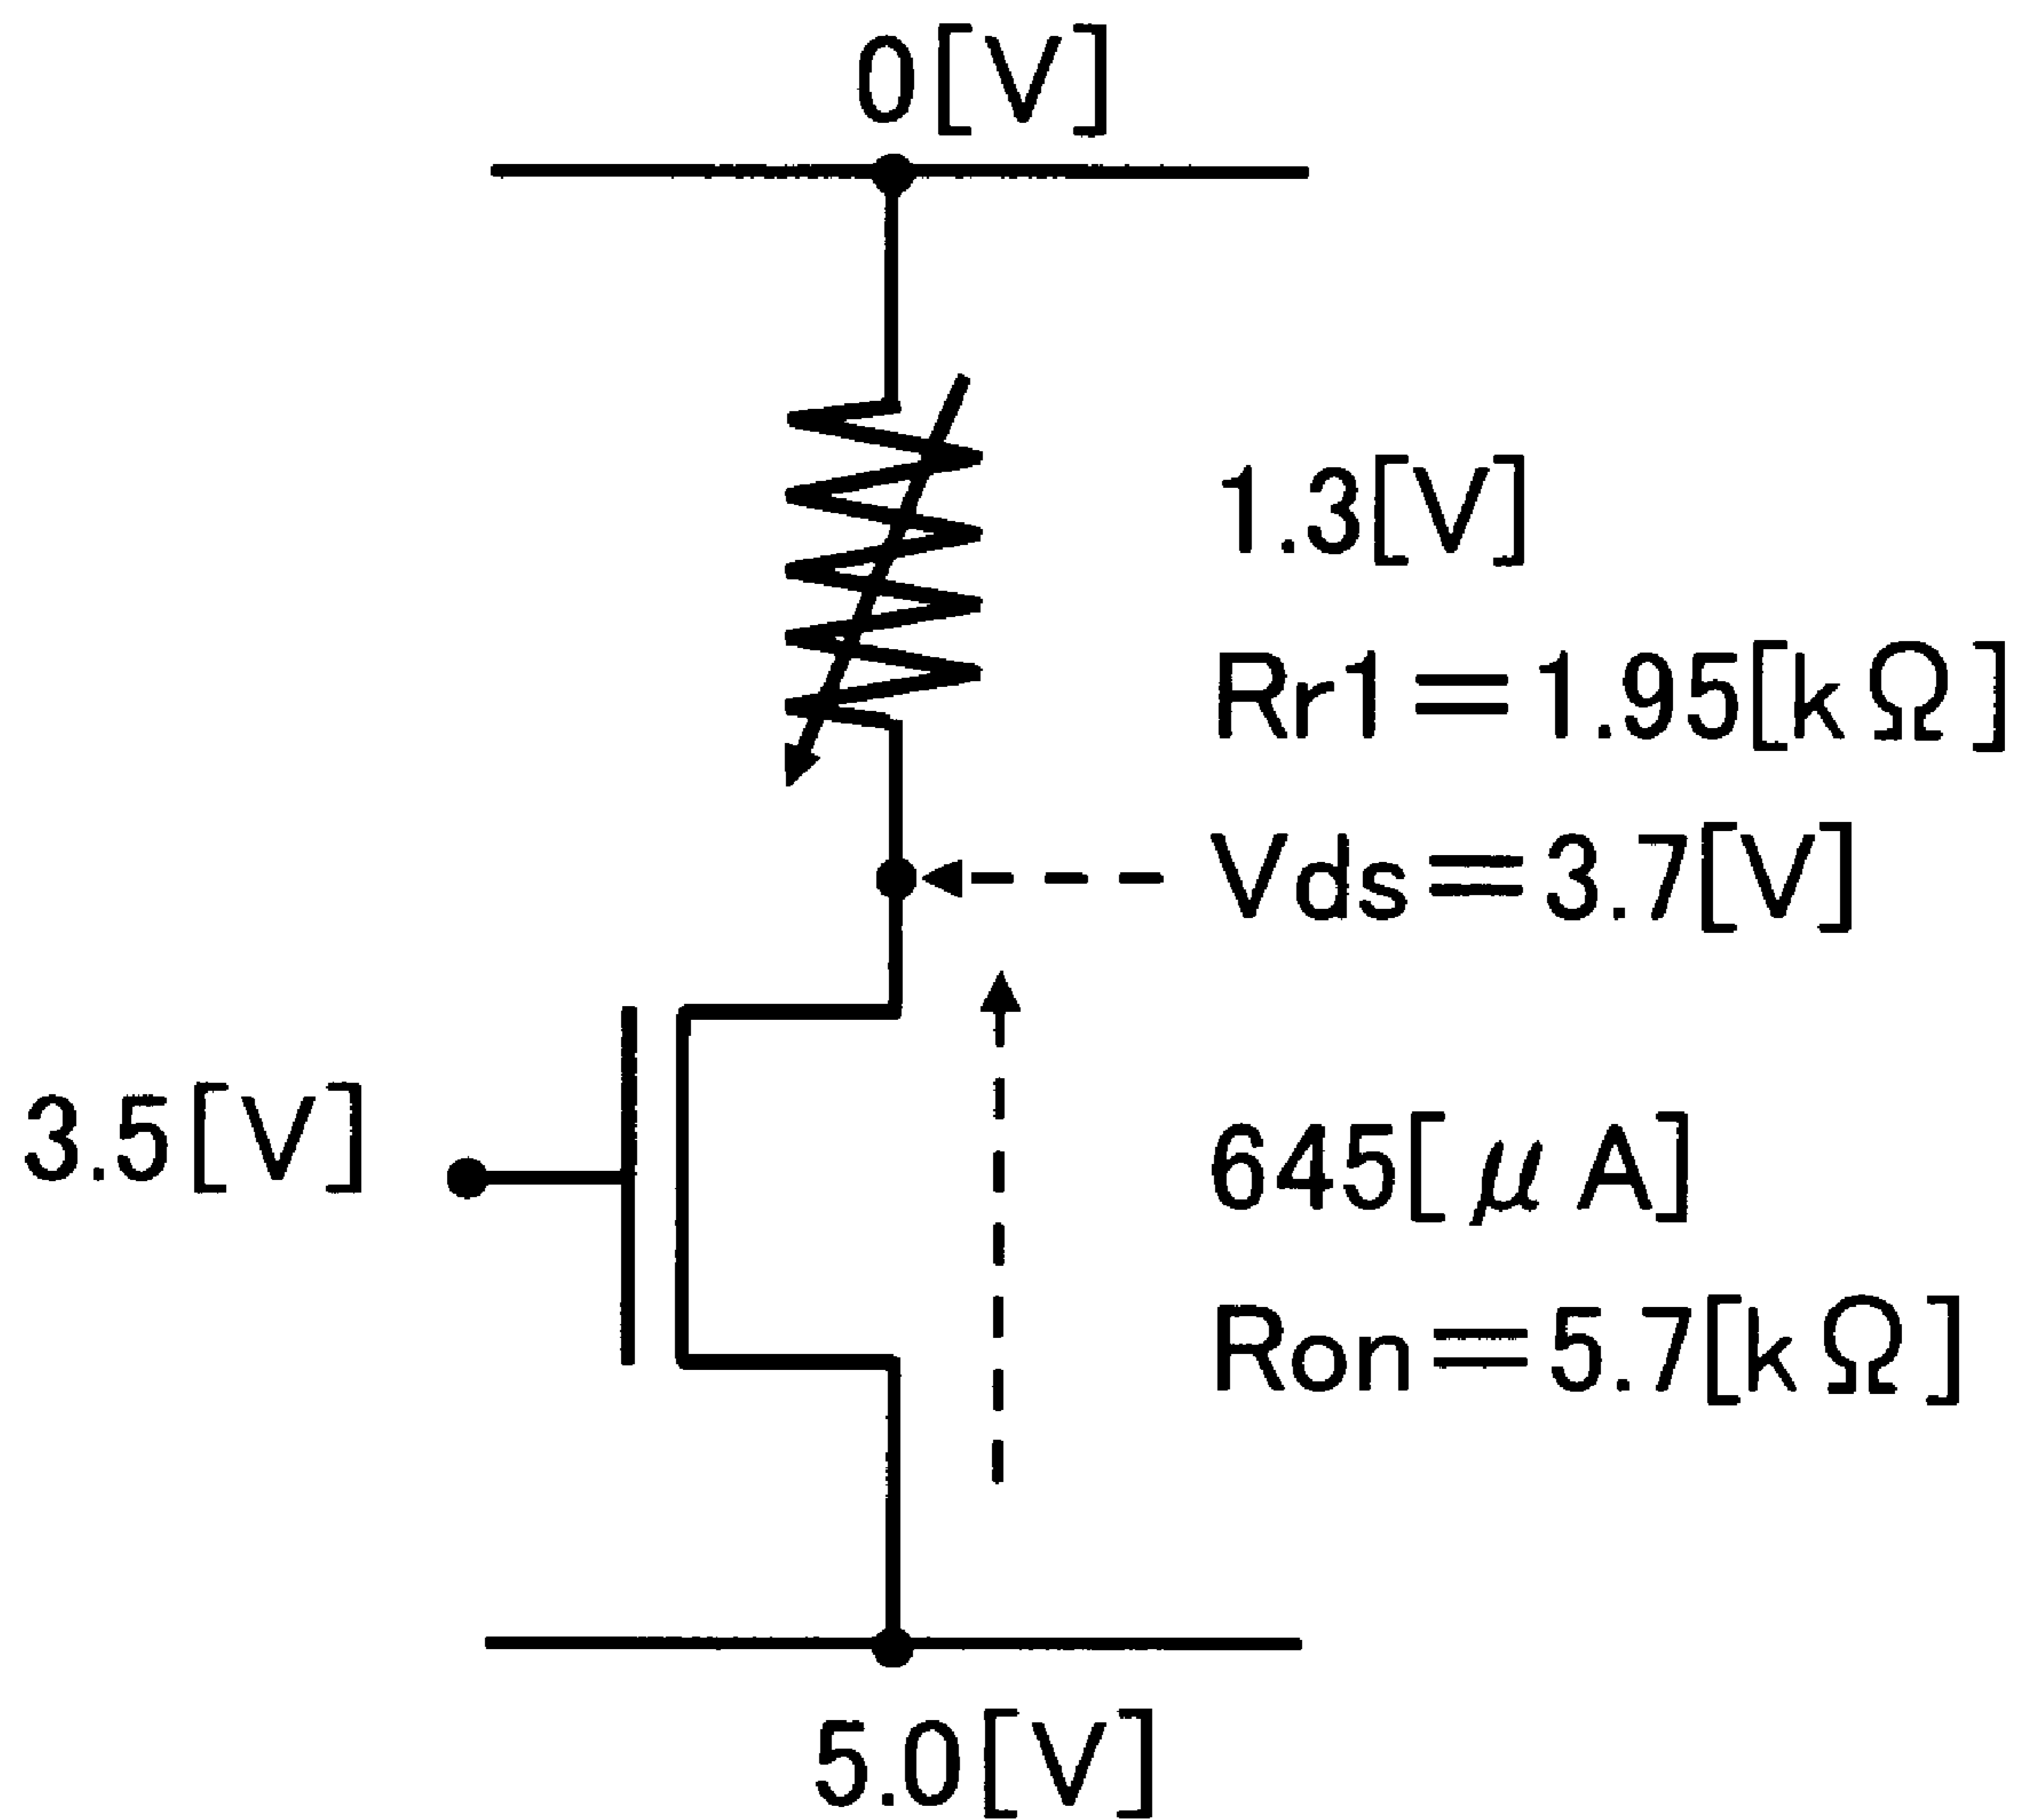 0[V]
1.3[V]
Rr1=1.95[kΩ]
Vds=3.7[V]
3.5[V]
645[μA]
Ron=5.7[kΩ]
5.0[V]